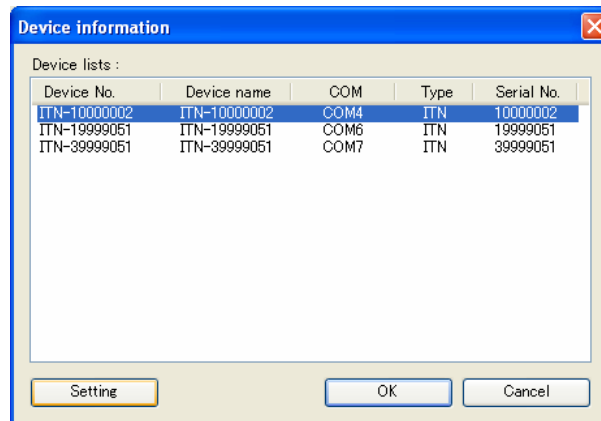 Device information
Device lists :
Device No. Device name COM Type Serial No.
ITN-10000002 ITN-10000002 COM4 ITN 10000002
ITN-19999051 ITN-19999051 COM6 ITN 19999051
ITN-39999051 ITN-39999051 COM7 ITN 39999051
Setting OK Cancel